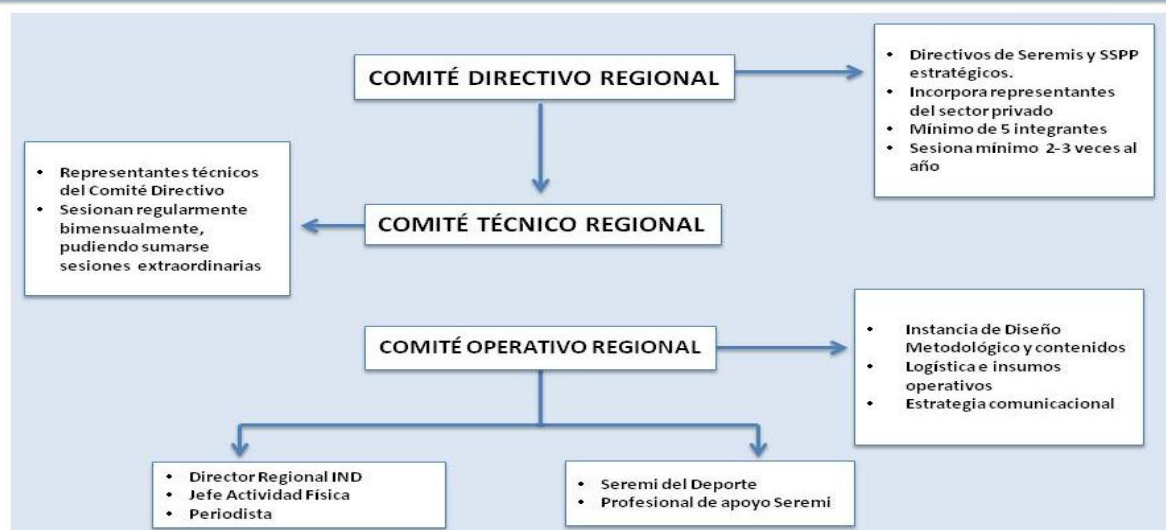 COMITÉ DIRECTIVO REGIONAL
• Directivos de Seremis y SSPP
estratégicos.
• Incorpora representantes
del sector privado
• Mínimo de 5 integrantes
• Sesiona mínimo 2-3 veces al
año
• Representantes técnicos
del Comité Directivo
• Sesionan regularmente
bimensualmente,
pudiendo sumarse
sesiones extraordinarias
COMITÉ TÉCNICO REGIONAL
COMITÉ OPERATIVO REGIONAL
• Instancia de Diseño
Metodológico y contenidos
• Logística e insumos
operativos
• Estrategia comunicacional
• Director Regional IND
• Jefe Actividad Física
• Periodista
• Seremi del Deporte
• Profesional de apoyo Seremi